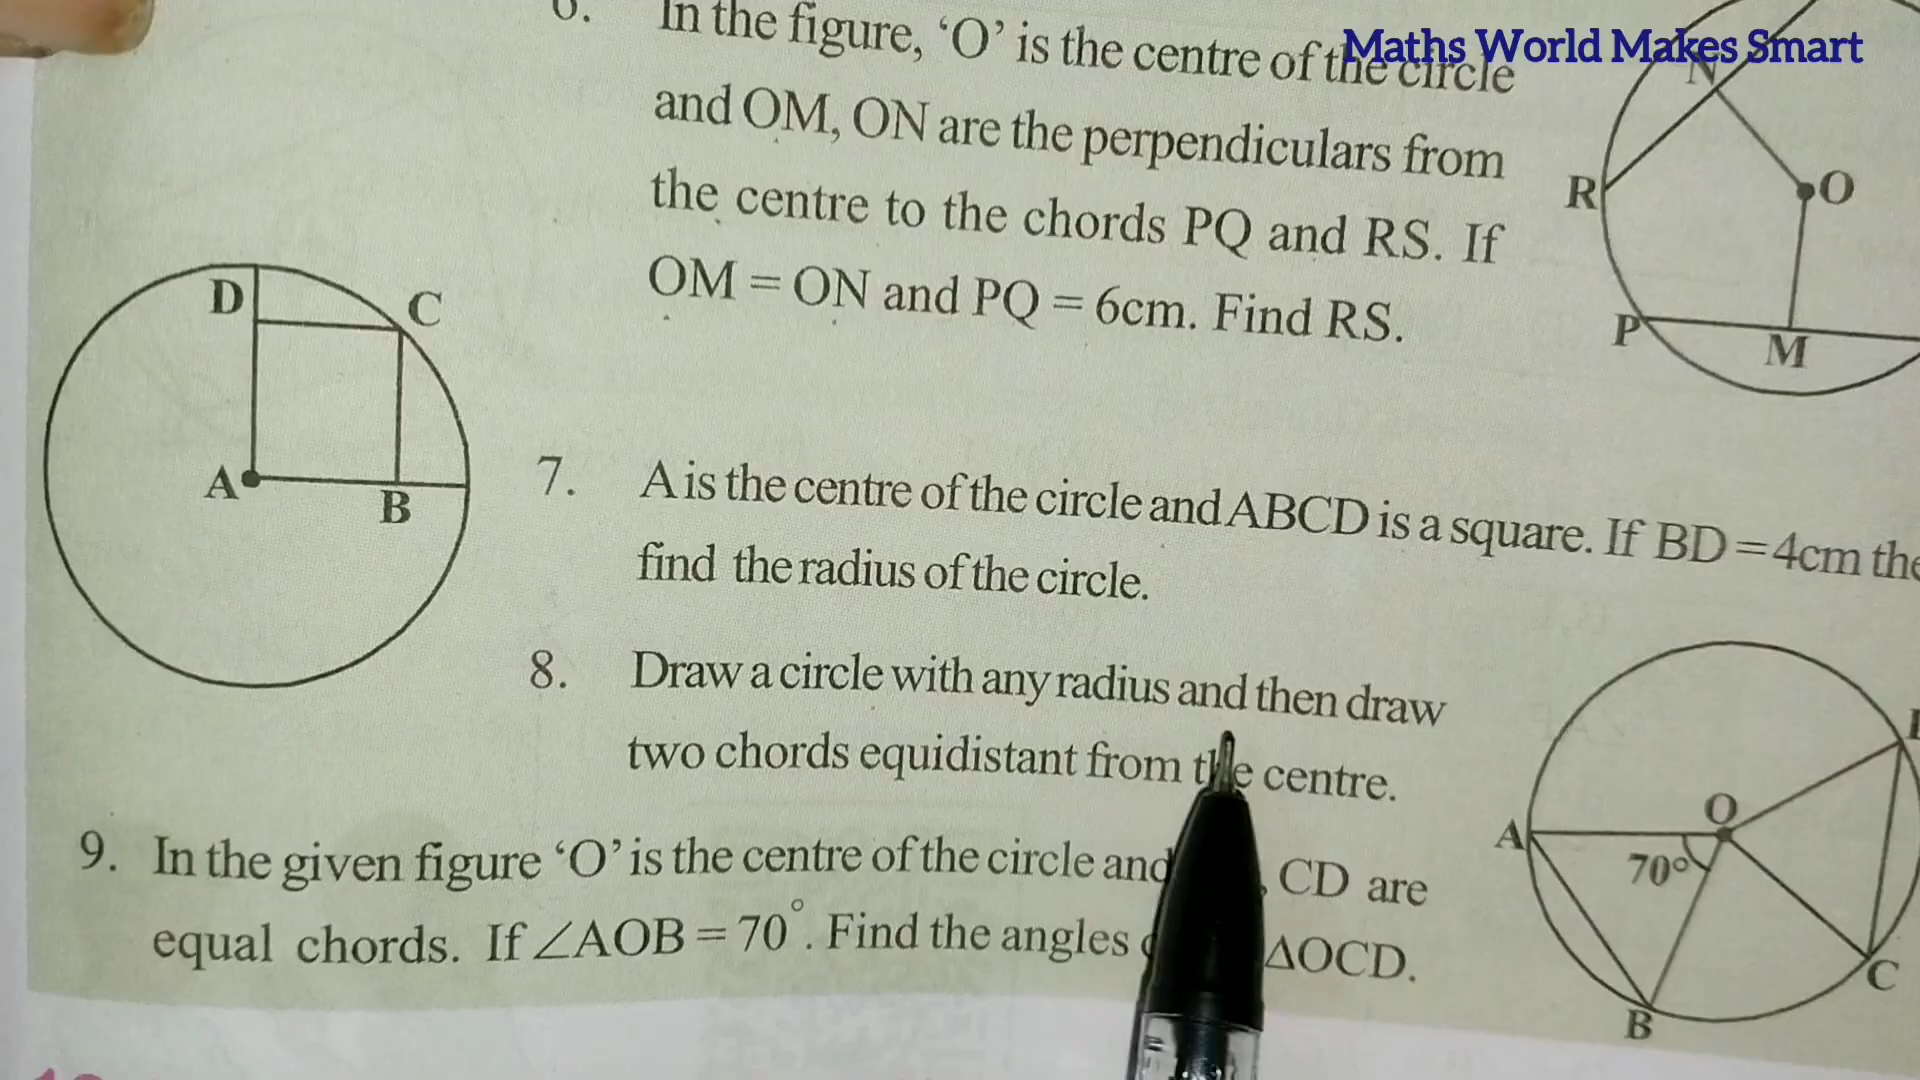 Maths World Makes Smart
6. In the figure, ‘O’ is the centre of the circle
and OM, ON are the perpendiculars from
the centre to the chords PQ and RS. If
OM = ON and PQ = 6cm. Find RS.
N
R
O
P
M
D
C
A
B
7. A is the centre of the circle and ABCD is a square. If BD = 4cm
find the radius of the circle.
8. Draw a circle with any radius and then draw
two chords equidistant from the centre.
9. In the given figure ‘O’ is the centre of the circle and , CD are
equal chords. If ∠AOB = 70°. Find the angles ΔOCD.
O
A
70°
C
B